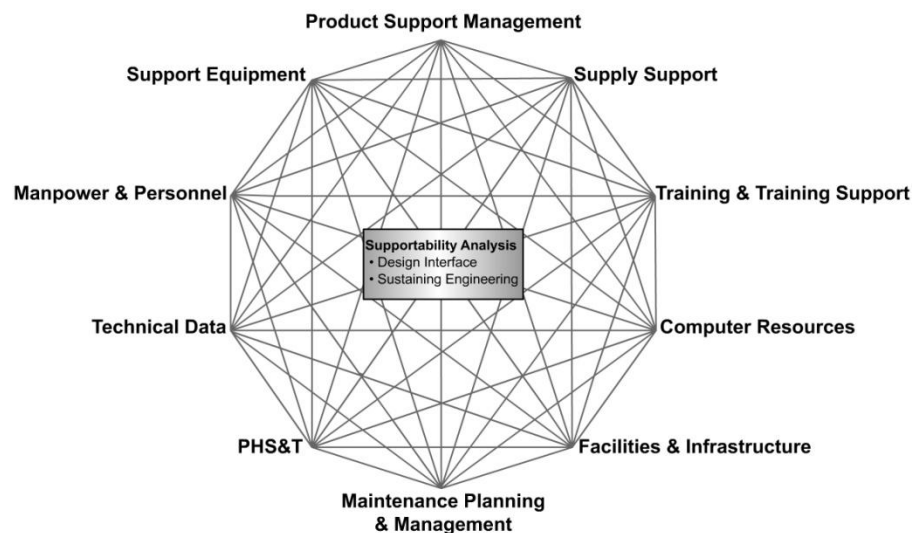 Product Support Management
Support Equipment
Supply Support
Manpower & Personnel
Training & Training Support
Supportability Analysis
• Design Interface
• Sustaining Engineering
Technical Data
Computer Resources
PHS&T
Facilities & Infrastructure
Maintenance Planning
& Management